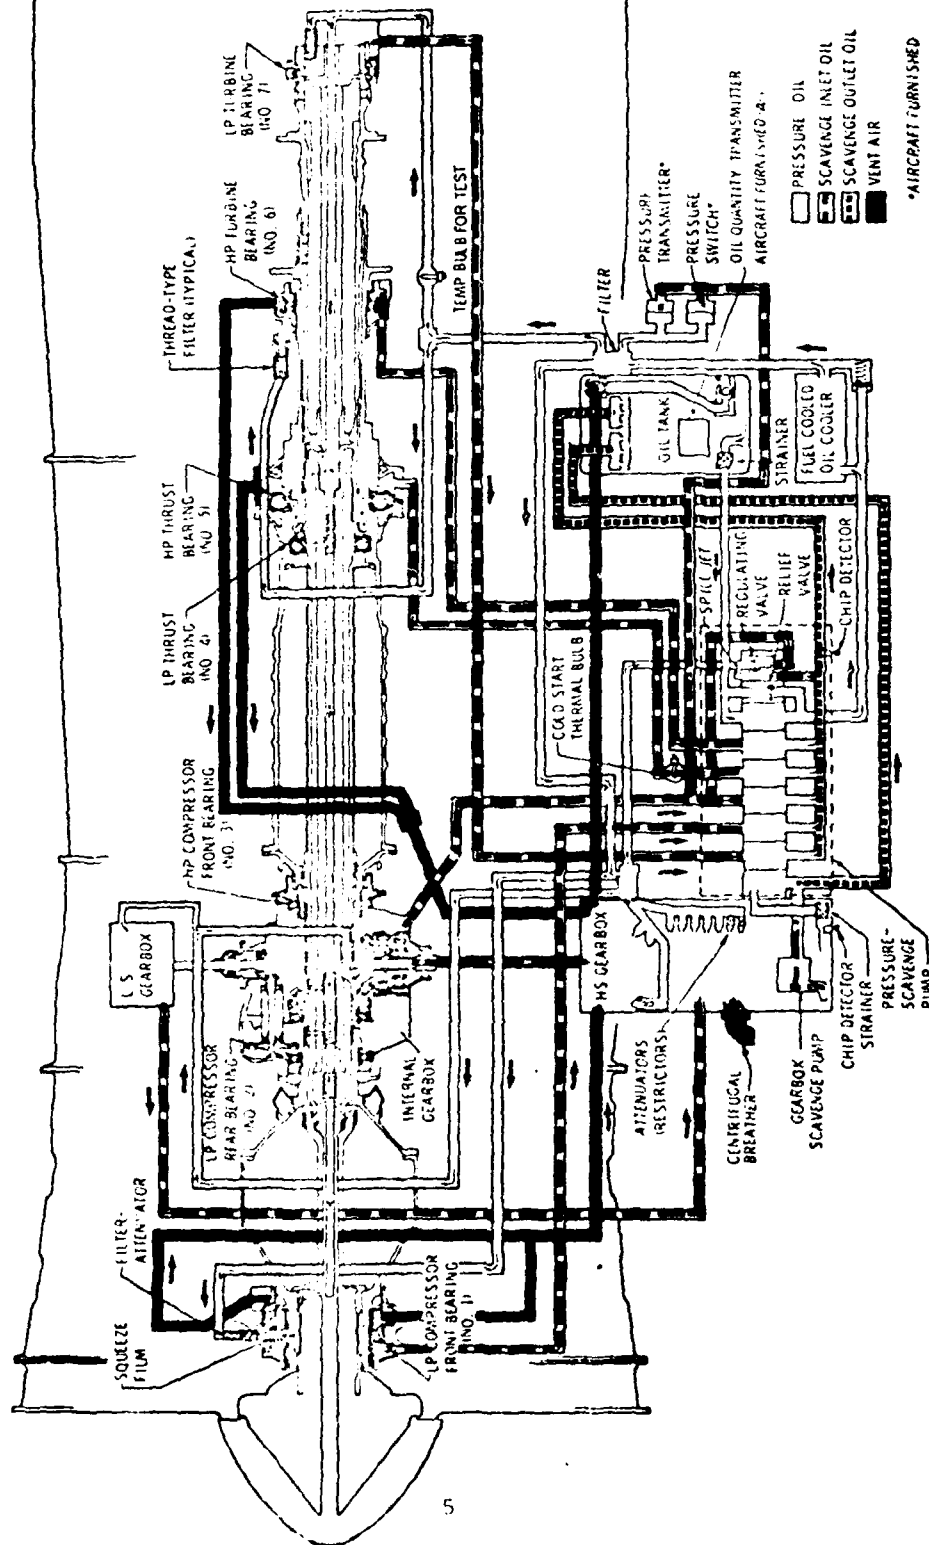 LP TURBINE
BEARING
(NO. 7)
HP TURBINE
BEARING
(NO. 6)
THREAD-TYPE
FILTER (TYPICAL)
HP THRUST
BEARING
(NO. 5)
LP THRUST
BEARING
(NO. 4)
HP COMPRESSOR
FRONT BEARING
(NO. 3)
LS
GEARBOX
LP COMPRESSOR
REAR BEARING
(NO. 2)
INTERNAL
GEARBOX
FILTER-
ATTENUATOR
SQUEEZE
FILM
LP COMPRESSOR
FRONT BEARING
(NO. 1)
TEMP BULB FOR TEST
FILTER
PRESSURE
TRANSMITTER*
PRESSURE
SWITCH*
OIL QUANTITY TRANSMITTER
AIRCRAFT FURNISHED
OIL TANK
STRAINER
FUEL COOLED
OIL COOLER
SPILL JET
REGULATING
VALVE
RELIEF
VALVE
CHIP DETECTOR
COLD START
THERMAL BULB
HS GEARBOX
ATTENUATORS
(RESTRICTORS)
CENTRIFUGAL
BREATHER
GEARBOX
SCAVENGE PUMP
CHIP DETECTOR
STRAINER
PRESSURE-
SCAVENGE
PUMP
PRESSURE OIL
SCAVENGE INLET OIL
SCAVENGE OUTLET OIL
VENT AIR
*AIRCRAFT FURNISHED
5